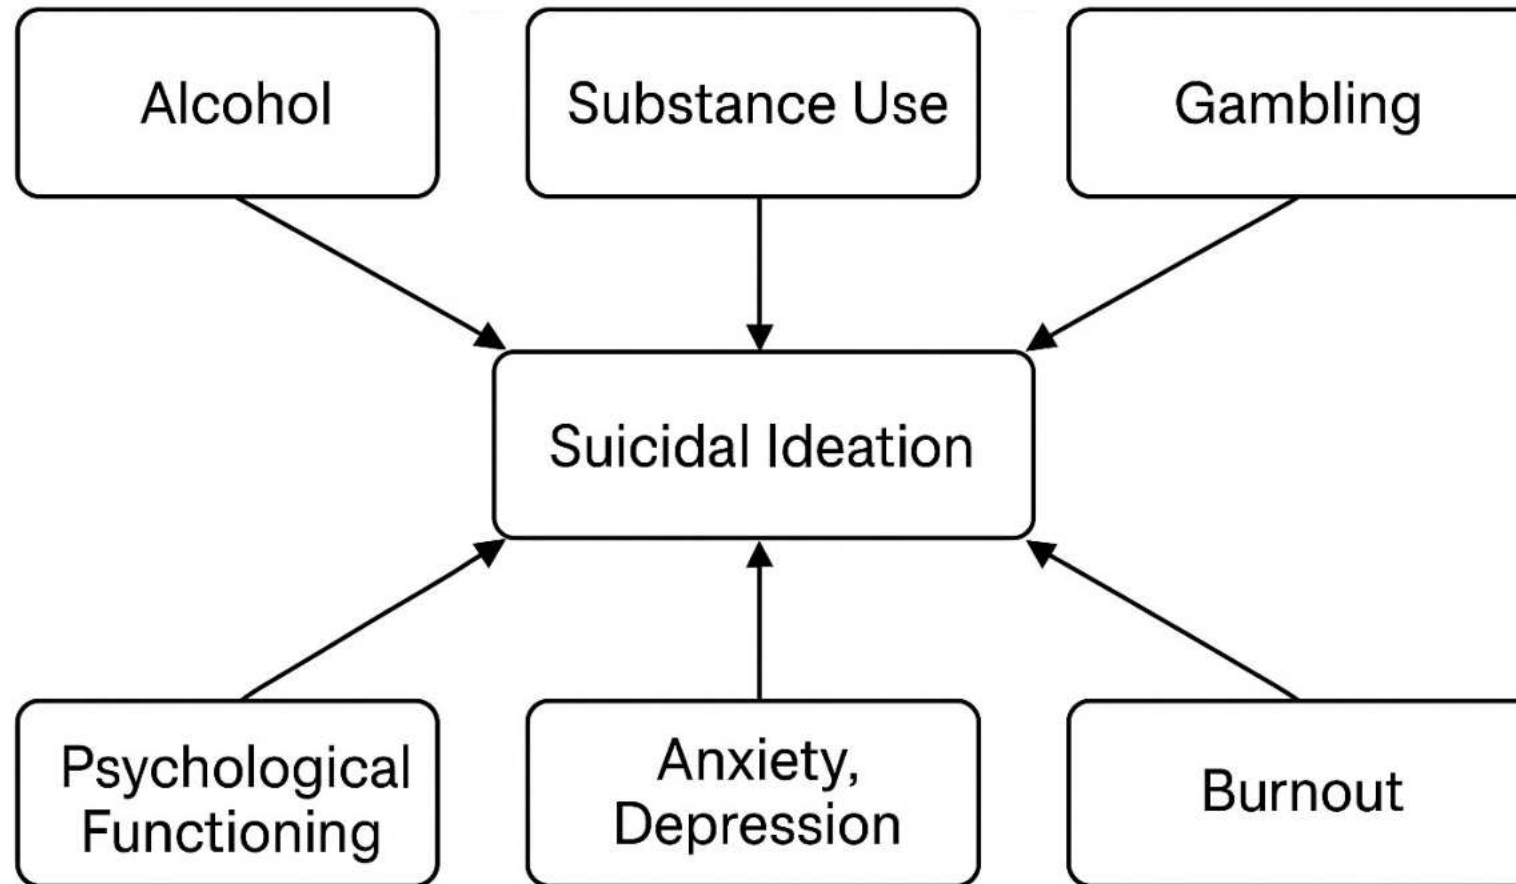 Alcohol
Substance Use
Gambling
Suicidal Ideation
Psychological
Functioning
Anxiety,
Depression
Burnout